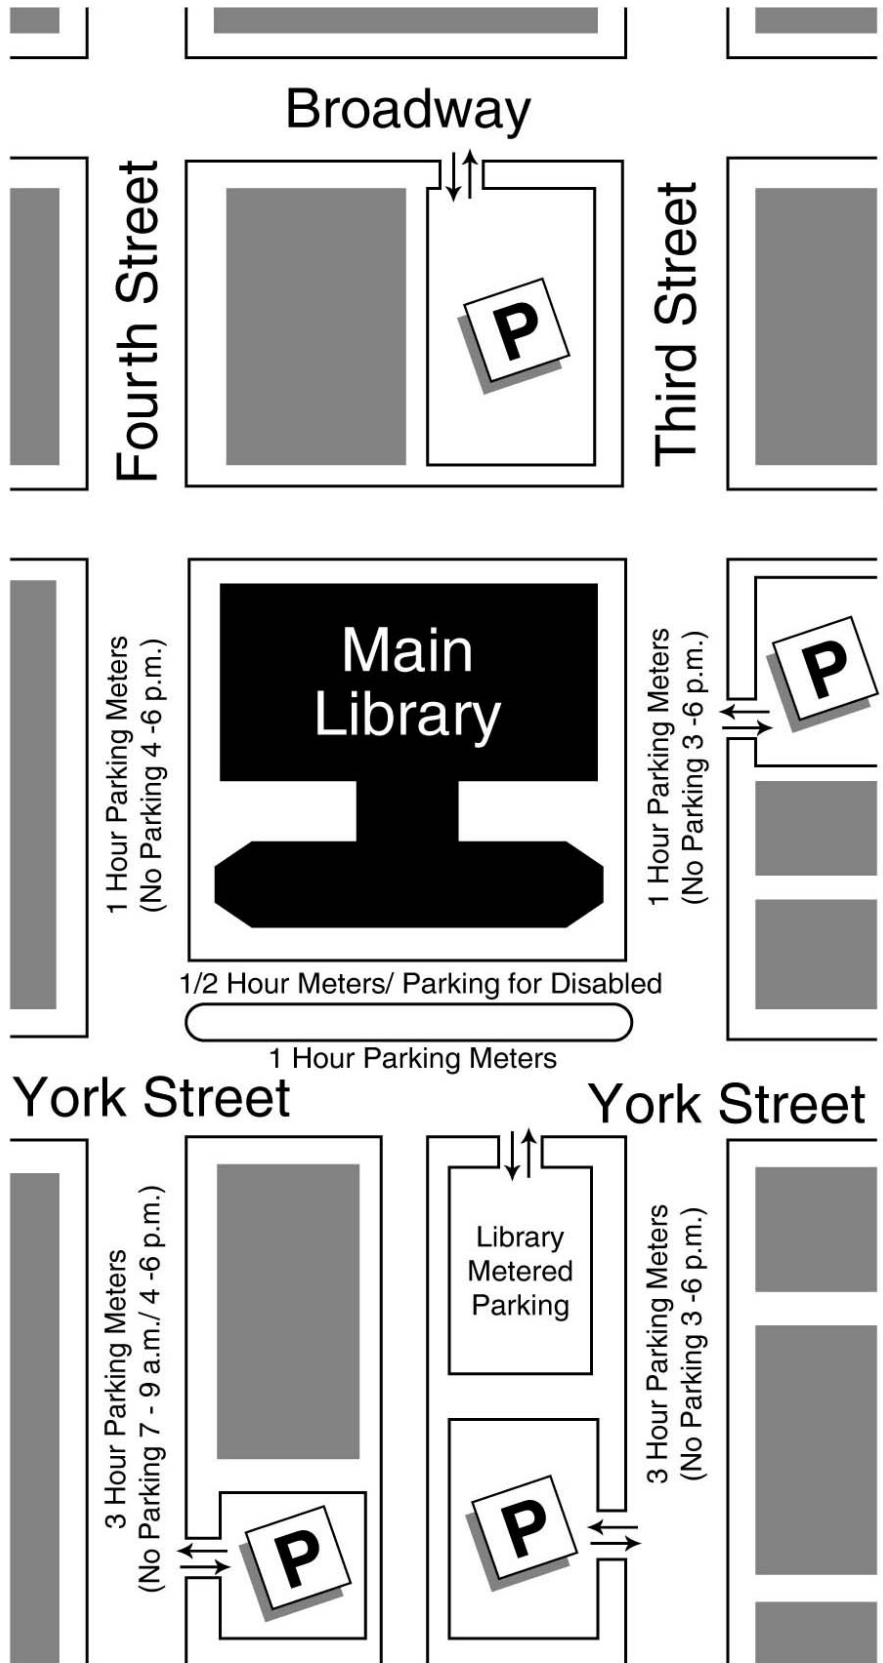 Broadway
Fourth Street
Third Street
P
Main
Library
1 Hour Parking Meters
(No Parking 4 -6 p.m.)
1 Hour Parking Meters
(No Parking 3 -6 p.m.)
P
1/2 Hour Meters/ Parking for Disabled
1 Hour Parking Meters
York Street
York Street
3 Hour Parking Meters
(No Parking 7 - 9 a.m./ 4 -6 p.m.)
Library
Metered
Parking
3 Hour Parking Meters
(No Parking 3 -6 p.m.)
P
P